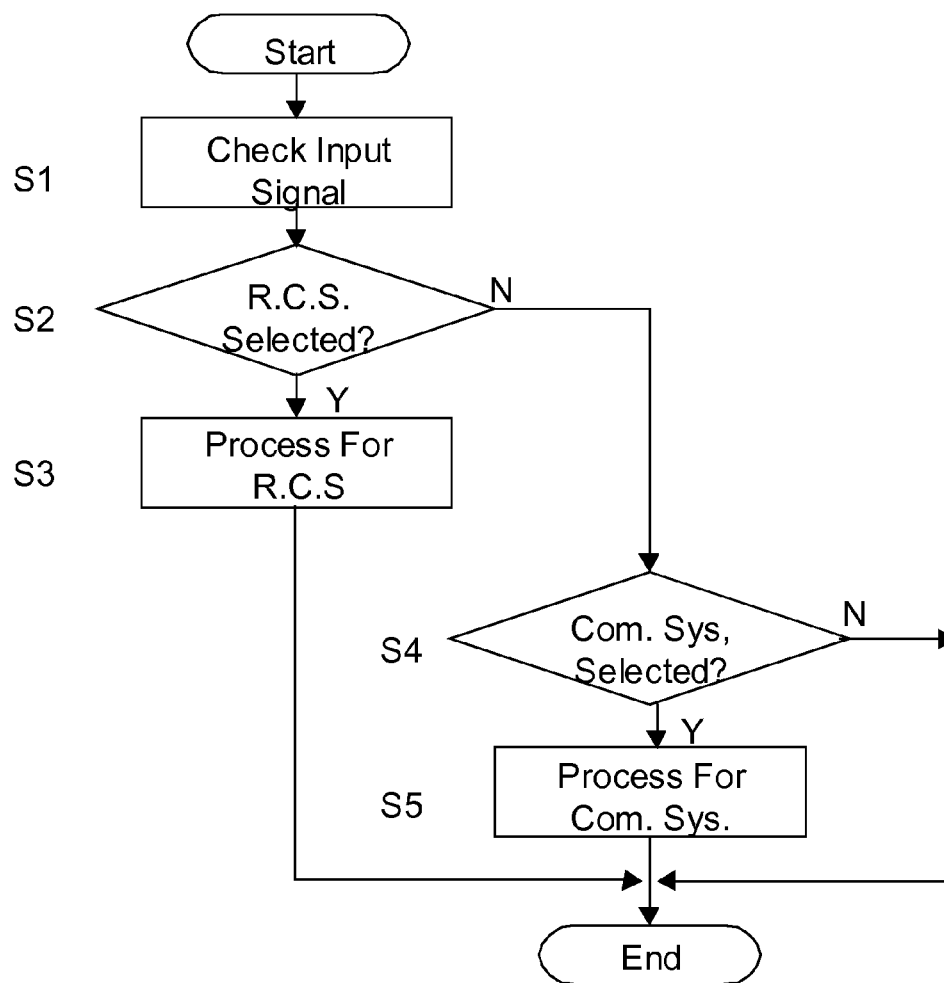 Start
S1
Check Input
Signal
S2
R.C.S.
Selected?
N
Y
S3
Process For
R.C.S
S4
Com. Sys,
Selected?
N
Y
S5
Process For
Com. Sys.
End